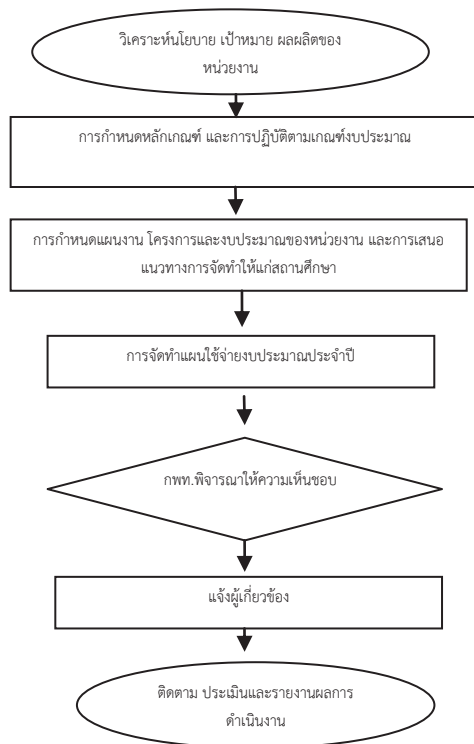 วิเคราะห์นโยบาย เป้าหมาย ผลผลิตของ
หน่วยงาน
การกำหนดหลักเกณฑ์ และการปฏิบัติตามเกณฑ์งบประมาณ
การกำหนดแผนงาน โครงการและงบประมาณของหน่วยงาน และการเสนอ
แนวทางการจัดทำให้แก่สถานศึกษา
การจัดทำแผนใช้จ่ายงบประมาณประจำปี
กพท.พิจารณาให้ความเห็นชอบ
แจ้งผู้เกี่ยวข้อง
ติดตาม ประเมินและรายงานผลการ
ดำเนินงาน